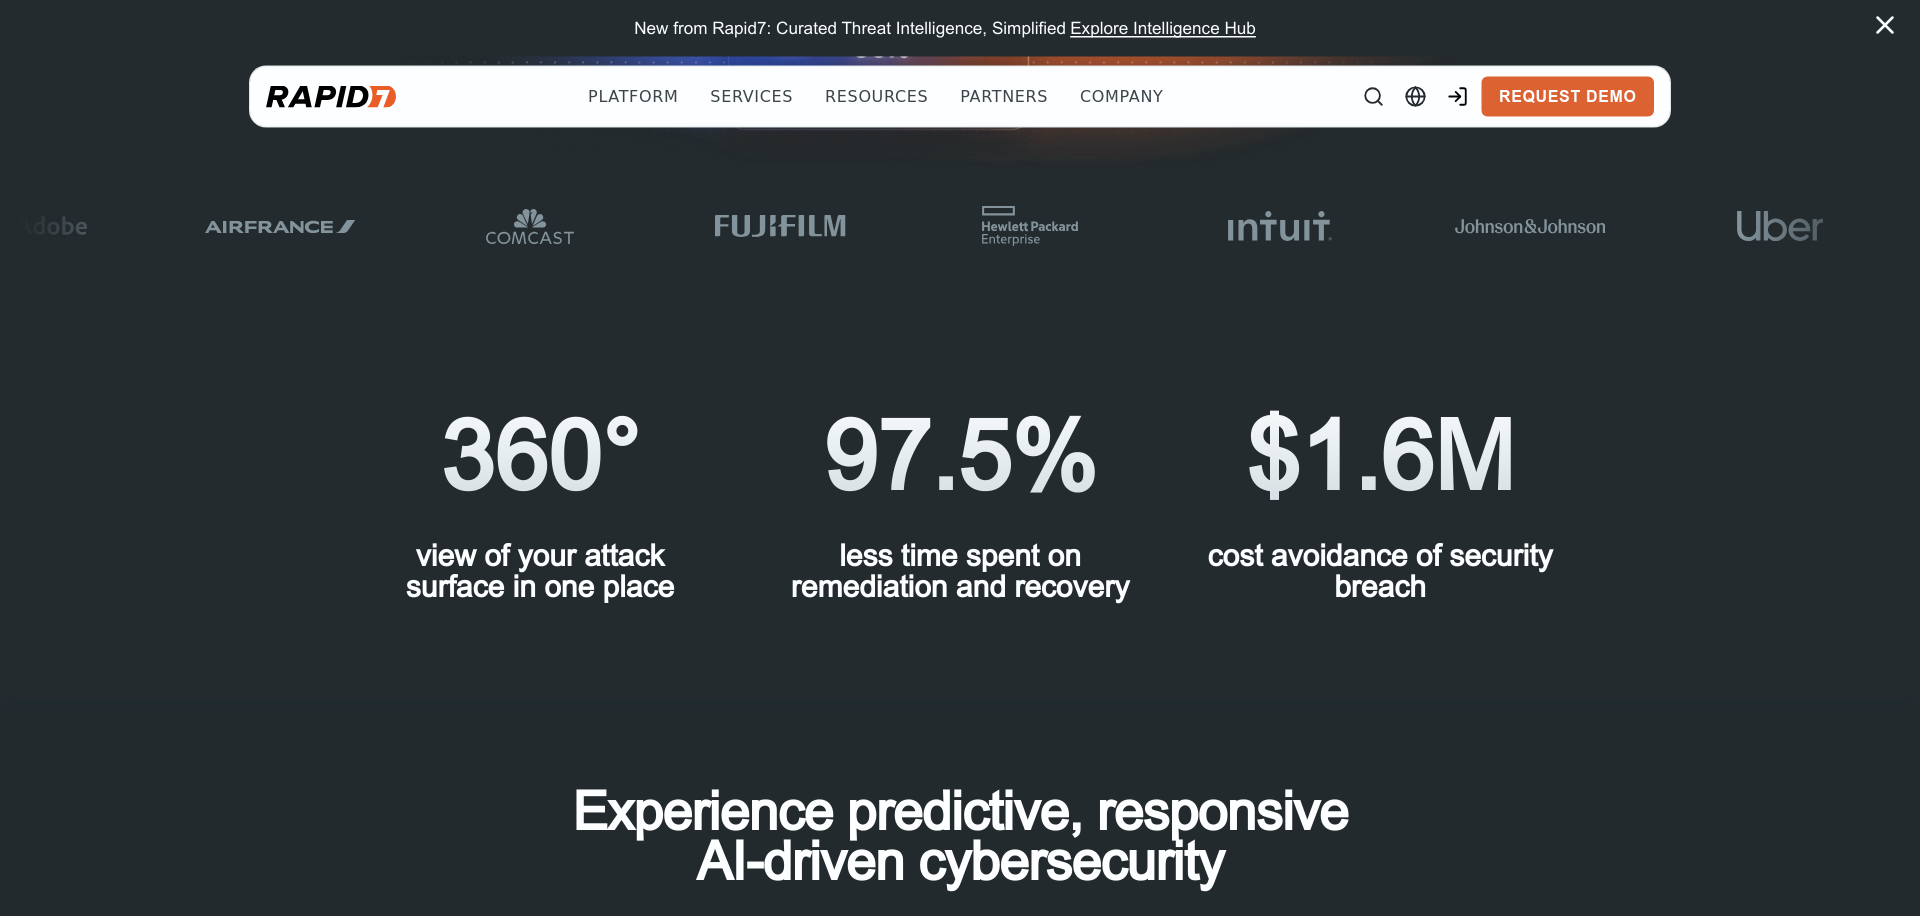 New from Rapid7: Curated Threat Intelligence, Simplified Explore Intelligence Hub
RAPID7
PLATFORM SERVICES RESOURCES PARTNERS COMPANY
REQUEST DEMO
Adobe
AIRFRANCE
COMCAST
FUJIFILM
Hewlett Packard
Enterprise
intuit
Johnson&Johnson
Uber
360°
view of your attack
surface in one place
97.5%
less time spent on
remediation and recovery
$1.6M
cost avoidance of security
breach
Experience predictive, responsive
AI-driven cybersecurity